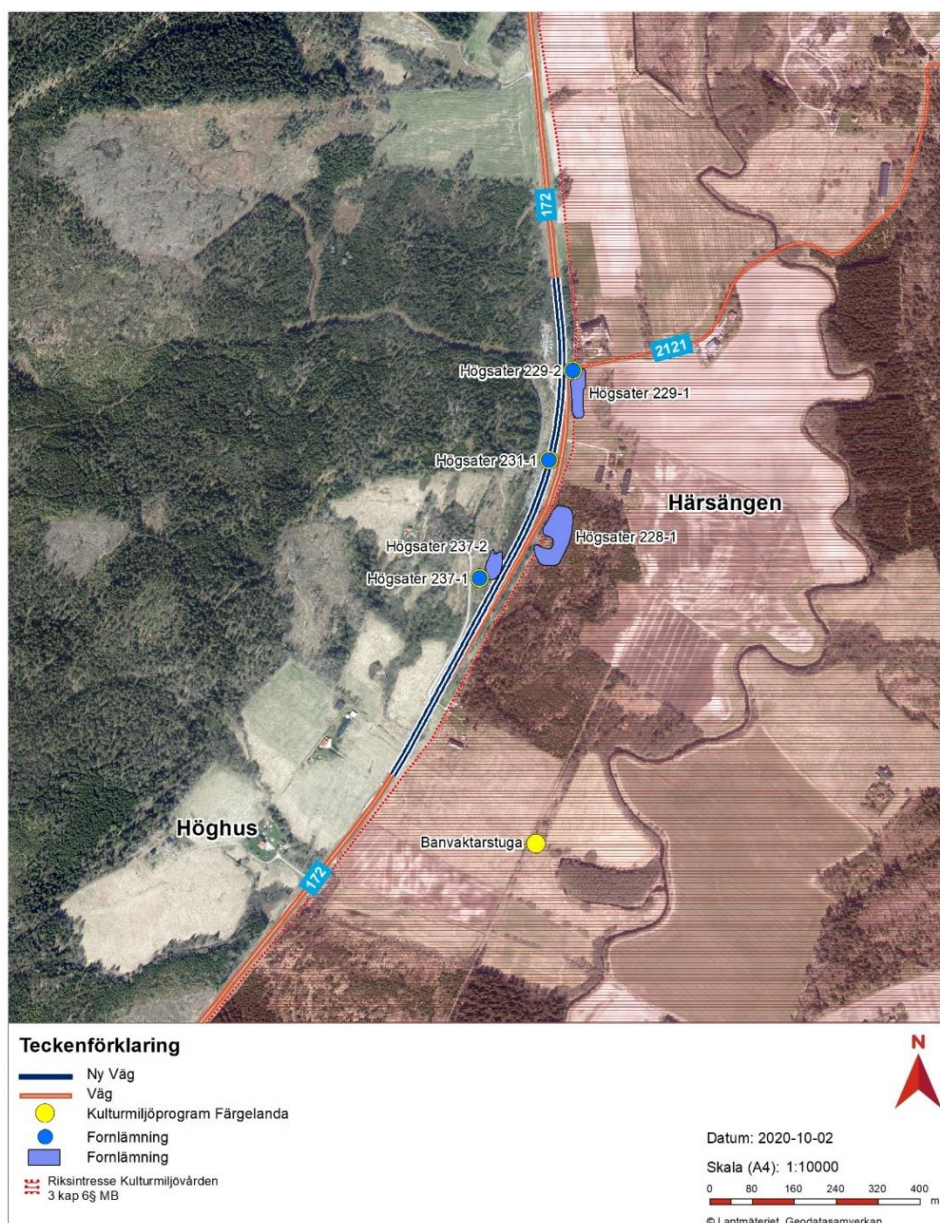 172
2121
Högsater 229-2
Högsater 229-1
Högsater 231-1
Härsängen
Högsater 228-1
Högsater 237-2
Högsater 237-1
Höghus
Banvaktarstuga
172
Teckenförklaring
Ny Väg
Väg
Kulturmiljöprogram Färgelanda
Fornlämning
Fornlämning
Riksintresse Kulturmiljövården
3 kap 6§ MB
N
Datum: 2020-10-02
Skala (A4): 1:10000
0 80 160 240 320 400
m
© Lantmäteriet, Geodatasamverkan